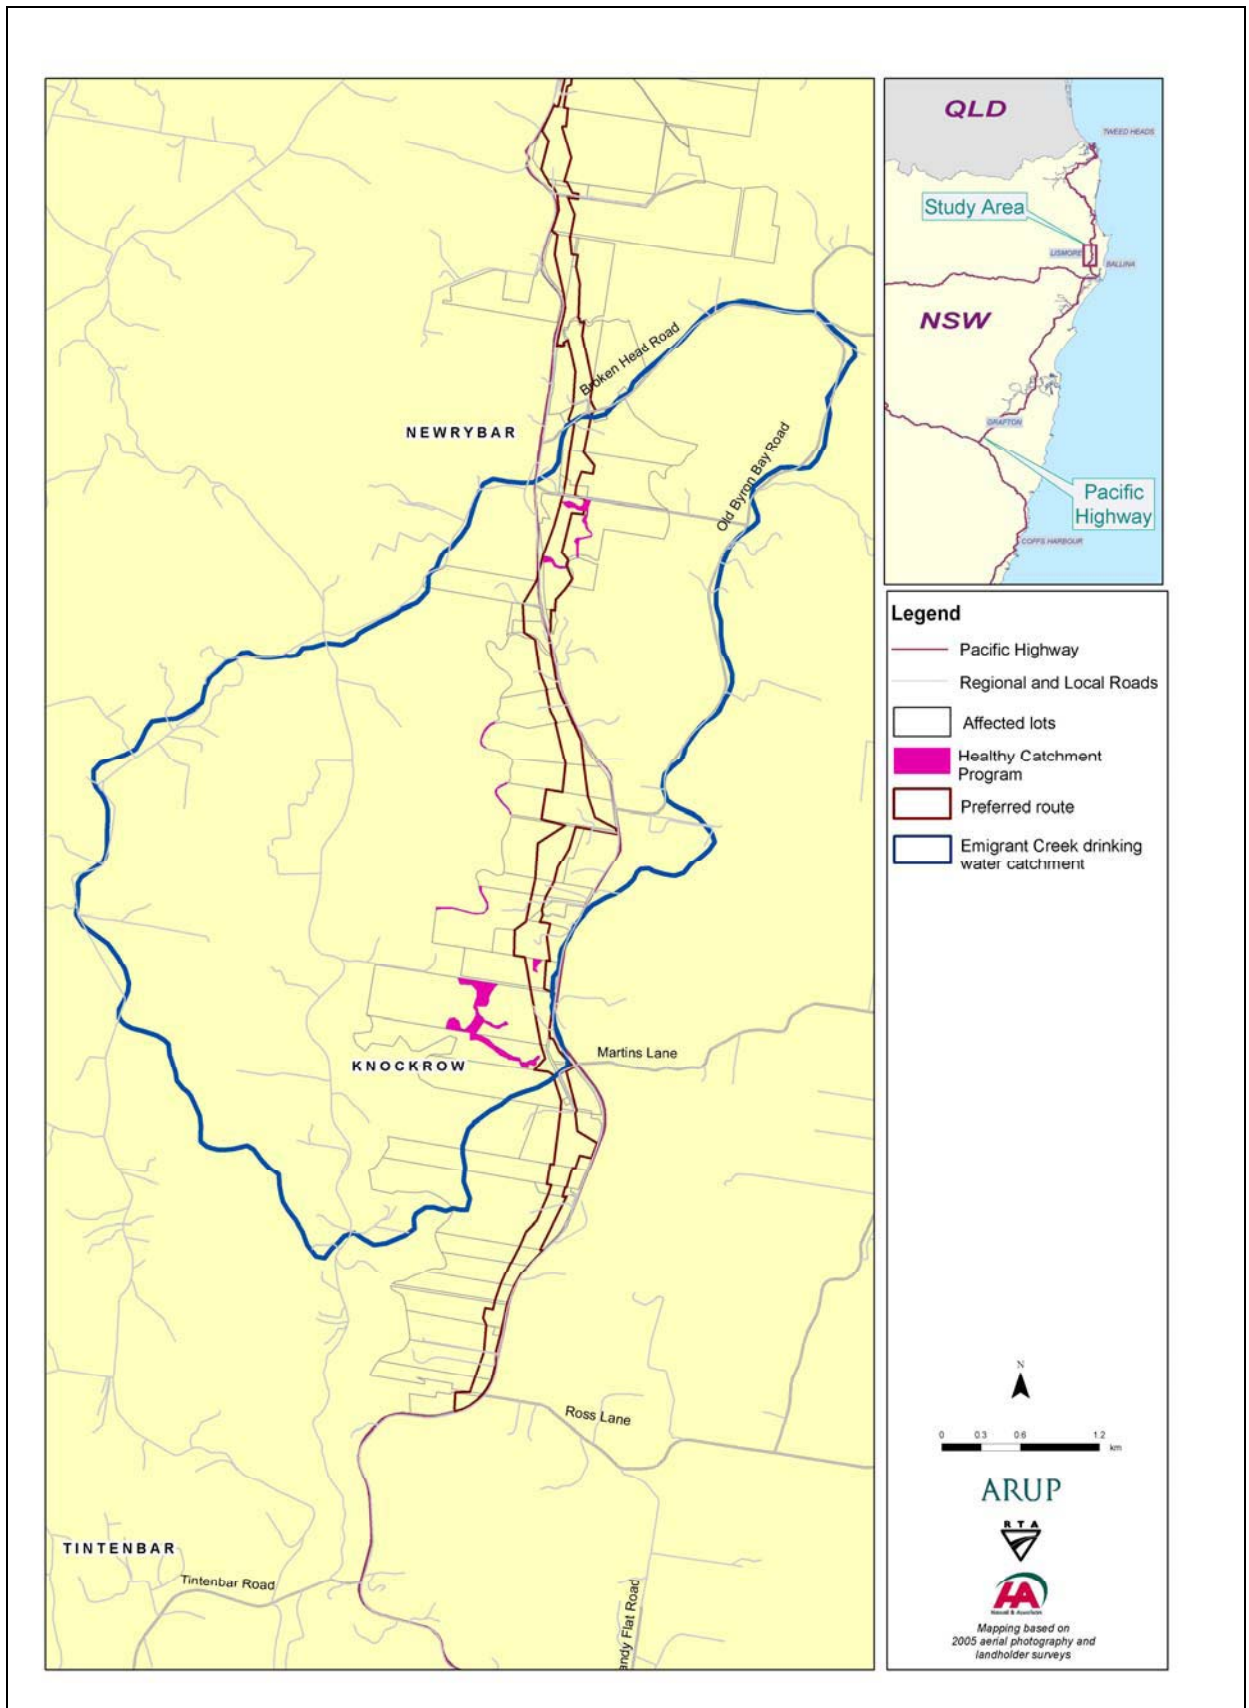 QLD
TWEED HEADS
Study Area
LISMORE
BALLINA
NSW
GRAFTON
Pacific
Highway
COFFS HARBOUR
Broken Head Road
NEWRYBAR
Old Byron Bay Road
Martins Lane
KNOCKROW
Ross Lane
TINTENBAR
Tintenbar Road
andy Flat Road
Legend
Pacific Highway
Regional and Local Roads
Affected lots
Healthy Catchment
Program
Preferred route
Emigrant Creek drinking
water catchment
N
0 0.3 0.6 1.2
km
ARUP
RTA
HA
Mapping based on
2005 aerial photography and
landholder surveys